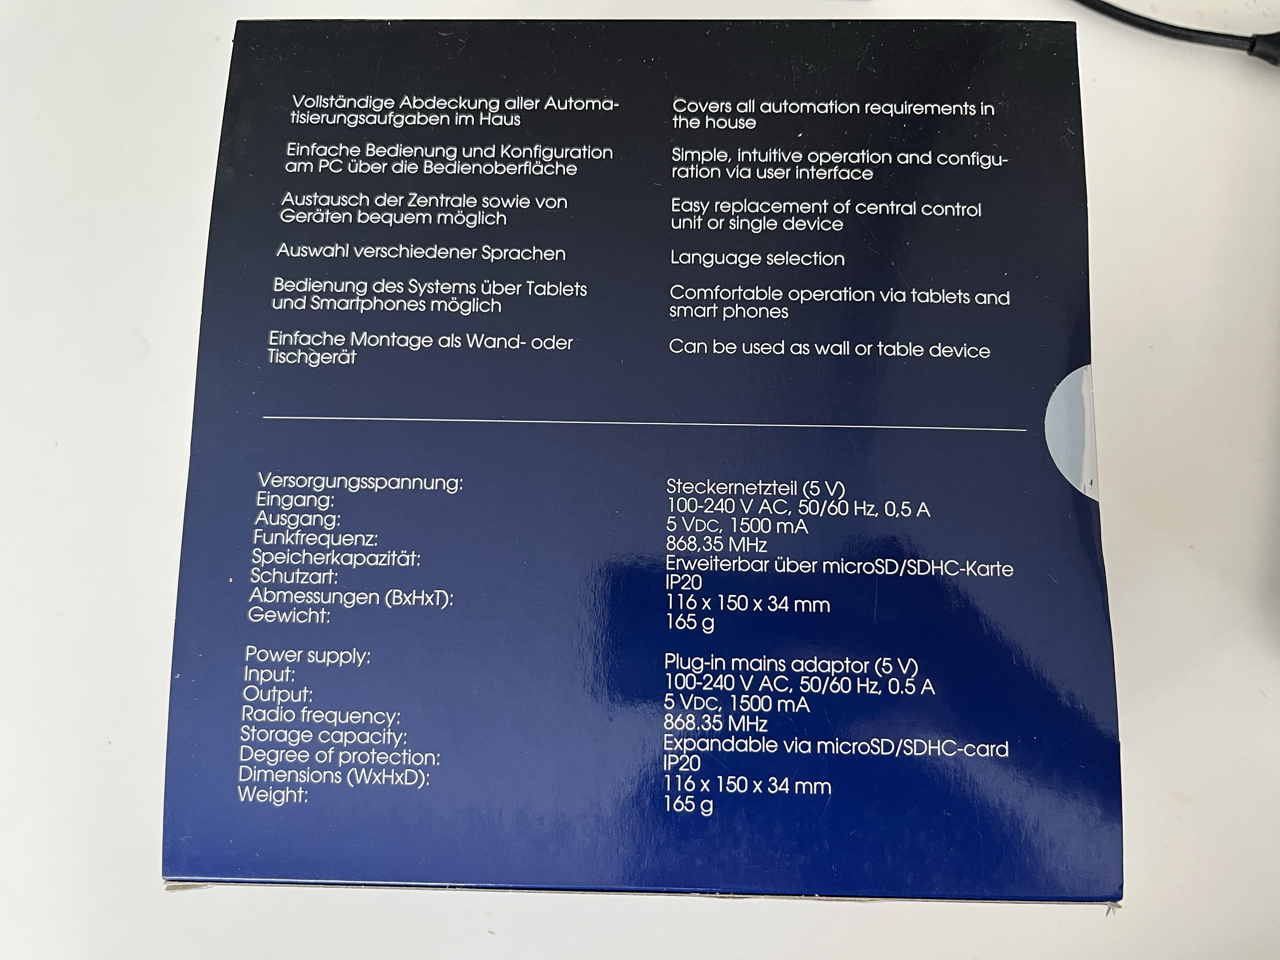 Vollständige Abdeckung aller Automa-
tisierungsaufgaben im Haus
Einfache Bedienung und Konfiguration
am PC über die Bedienoberfläche
Austausch der Zentrale sowie von
Geräten bequem möglich
Auswahl verschiedener Sprachen
Bedienung des Systems über Tablets
und Smartphones möglich
Einfache Montage als Wand- oder
Tischgerät
Covers all automation requirements in
the house
Simple, intuitive operation and configu-
ration via user interface
Easy replacement of central control
unit or single device
Language selection
Comfortable operation via tablets and
smart phones
Can be used as wall or table device
Versorgungsspannung: Steckernetzteil (5 V)
Eingang: 100-240 V AC, 50/60 Hz, 0,5 A
Ausgang: 5 VDC, 1500 mA
Funkfrequenz: 868,35 MHz
Speicherkapazität: Erweiterbar über microSD/SDHC-Karte
Schutzart: IP20
Abmessungen (BxHxT): 116 x 150 x 34 mm
Gewicht: 165 g
Power supply: Plug-in mains adaptor (5 V)
Input: 100-240 V AC, 50/60 Hz, 0.5 A
Output: 5 VDC, 1500 mA
Radio frequency: 868.35 MHz
Storage capacity: Expandable via microSD/SDHC-card
Degree of protection: IP20
Dimensions (WxHxD): 116 x 150 x 34 mm
Weight: 165 g